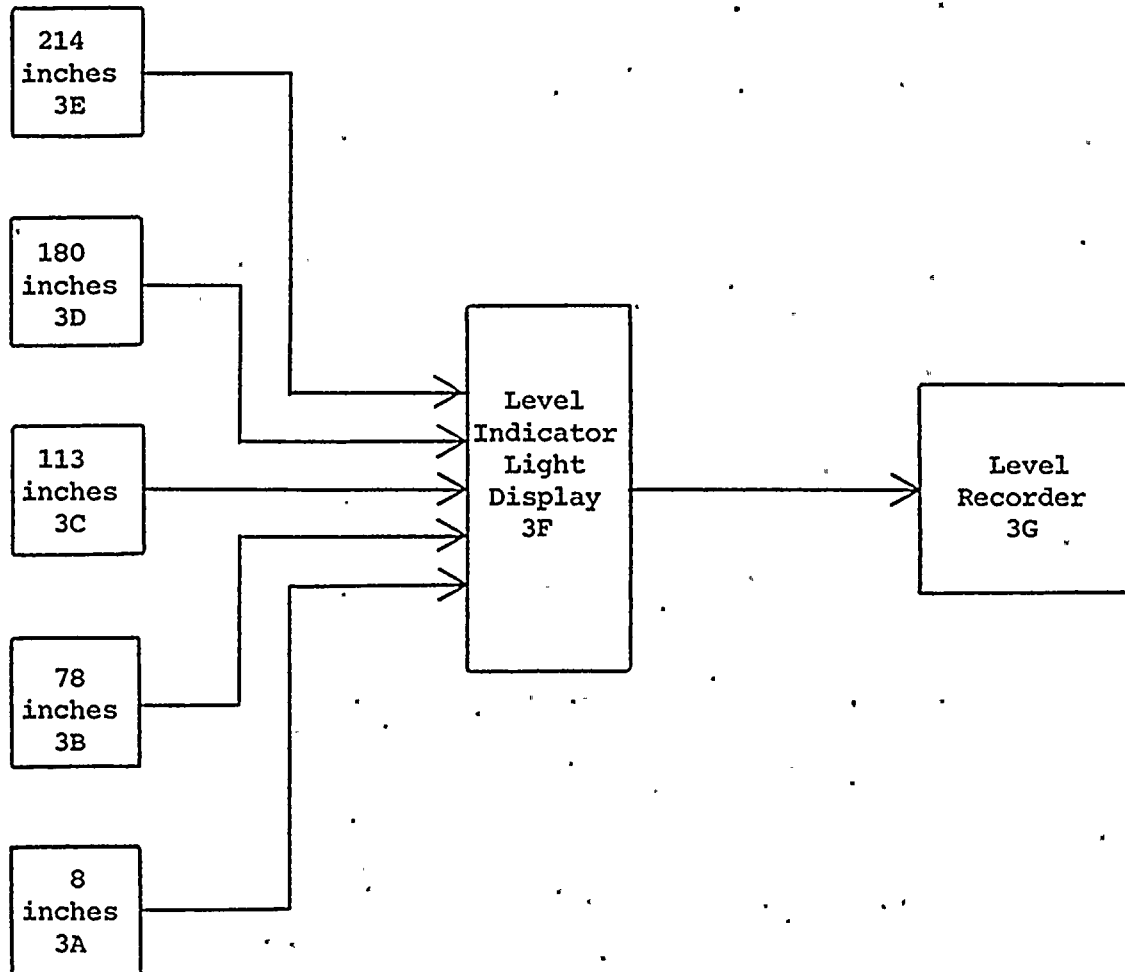 214
inches
3E
180
inches
3D
113
inches
3C
78
inches
3B
8
inches
3A
Level
Indicator
Light
Display
3F
Level
Recorder
3G